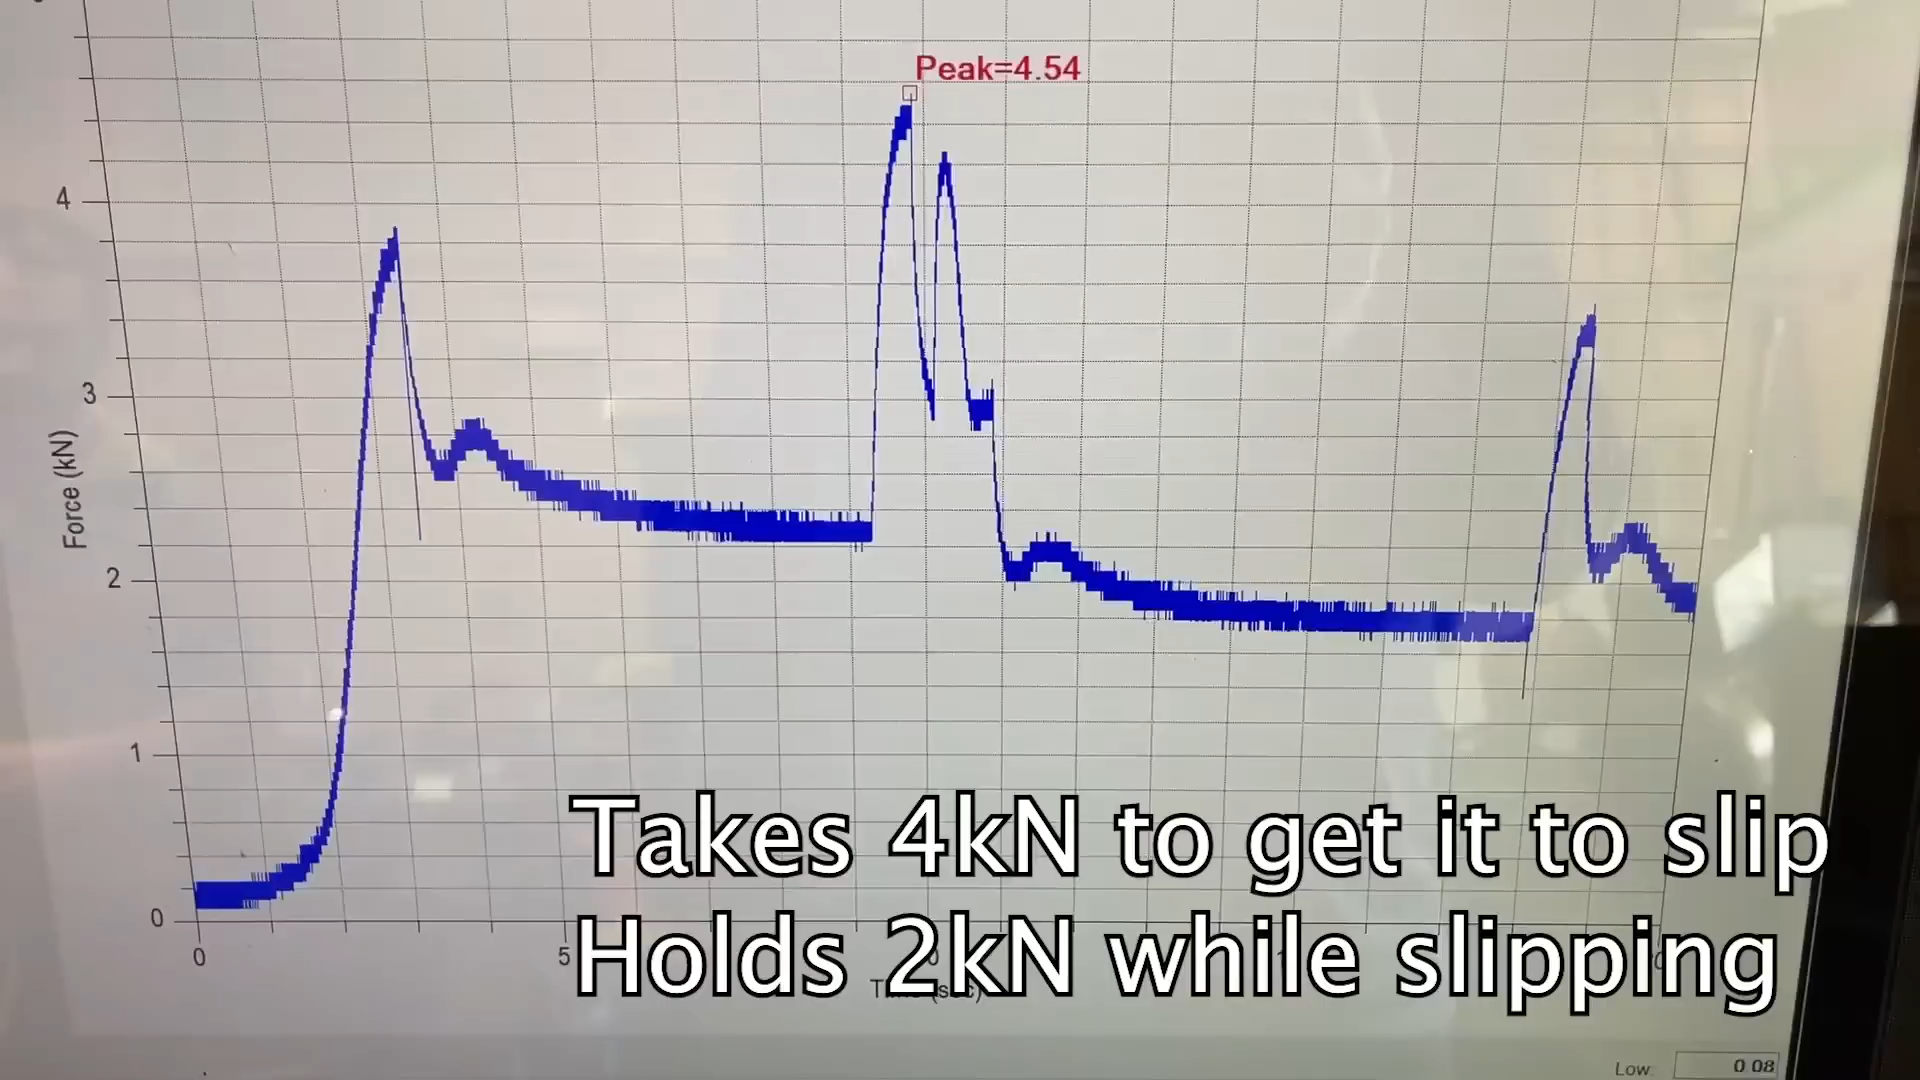 Peak=4.54
4
3
2
1
0
Force (kN)
0
5
Takes 4kN to get it to slip
Holds 2kN while slipping
Low:
0.08